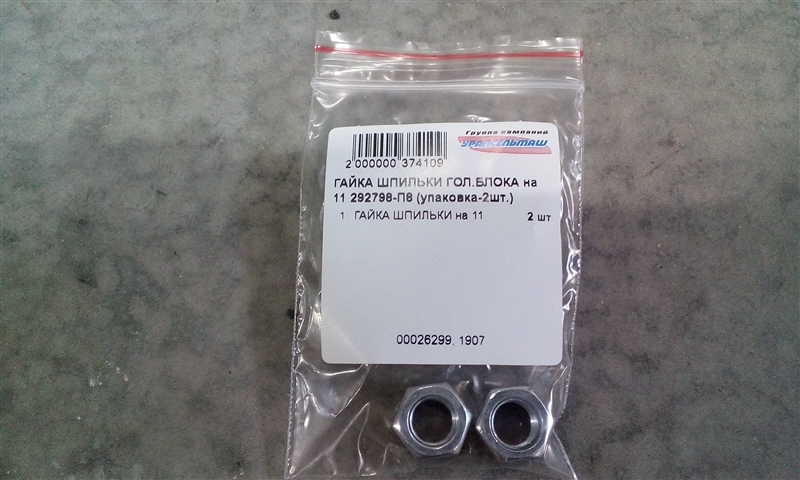 Группа компаний
УРАЛСЕЛЬМАШ
2 000000 374109
ГАЙКА ШПИЛЬКИ ГОЛ.БЛОКА на
11 292798-П8 (упаковка-2шт.)
1 ГАЙКА ШПИЛЬКИ на 11 2 шт
00026299. 1907